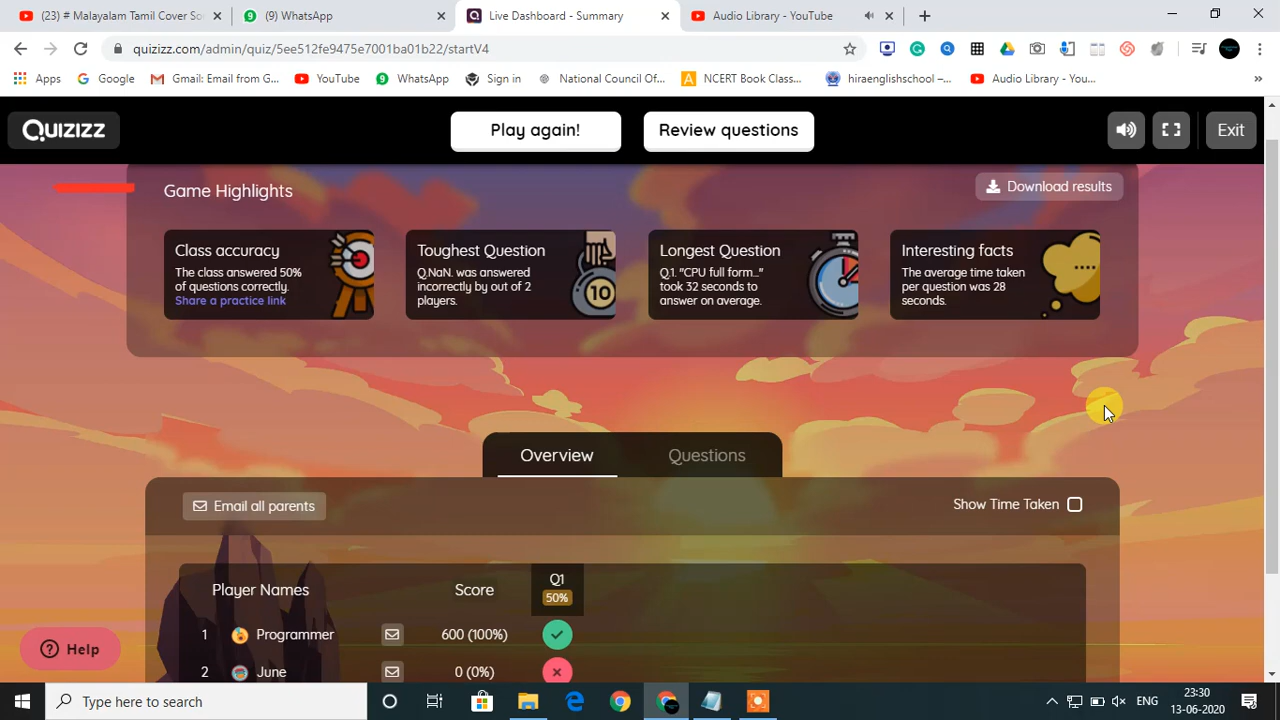 (23) # Malayalam Tamil Cover So
(9) WhatsApp
Live Dashboard - Summary
Audio Library - YouTube
quizizz.com/admin/quiz/5ee512fe9475e7001ba01b22/startV4
Apps
Google
Gmail: Email from G...
YouTube
WhatsApp
Sign in
National Council Of...
NCERT Book Class...
hiraenglishschool –...
Audio Library - You...
Quizizz
Play again!
Review questions
Exit
Game Highlights
Download results
Class accuracy
The class answered 50%
of questions correctly.
Share a practice link
Toughest Question
Q.NaN. was answered
incorrectly by out of 2
players.
10
Longest Question
Q.1. "CPU full form..."
took 32 seconds to
answer on average.
Interesting facts
The average time taken
per question was 28
seconds.
Overview
Questions
Email all parents
Show Time Taken
Player Names
Score
Q1
50%
1
Programmer
600 (100%)
2
June
0 (0%)
Help
Type here to search
ENG
23:30
13-06-2020